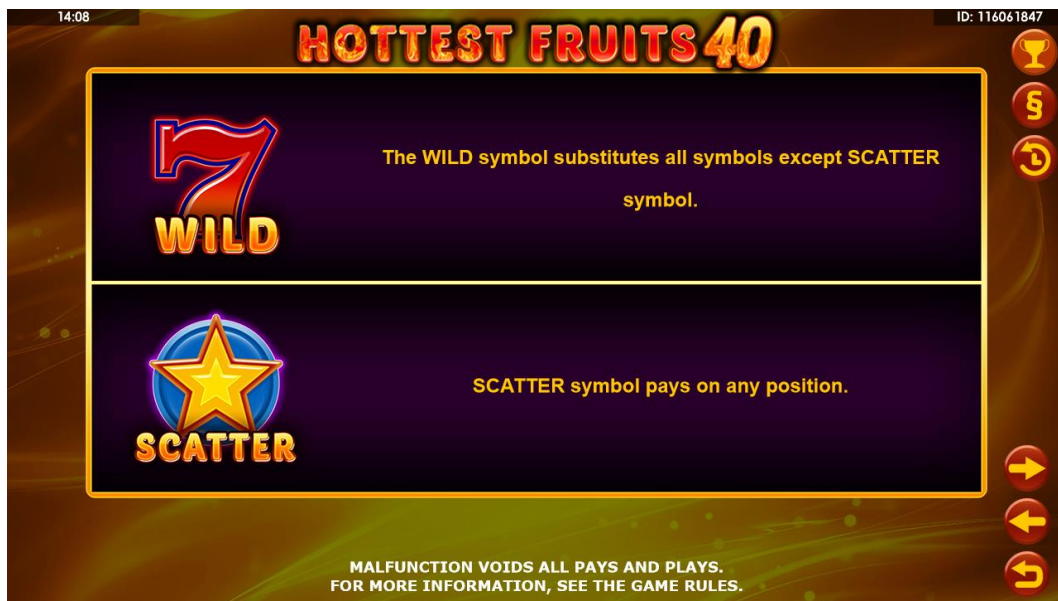 14:08
ID: 116061847
HOTTEST FRUITS 40
§
7
WILD
The WILD symbol substitutes all symbols except SCATTER
symbol.
SCATTER
SCATTER symbol pays on any position.
MALFUNCTION VOIDS ALL PAYS AND PLAYS.
FOR MORE INFORMATION, SEE THE GAME RULES.